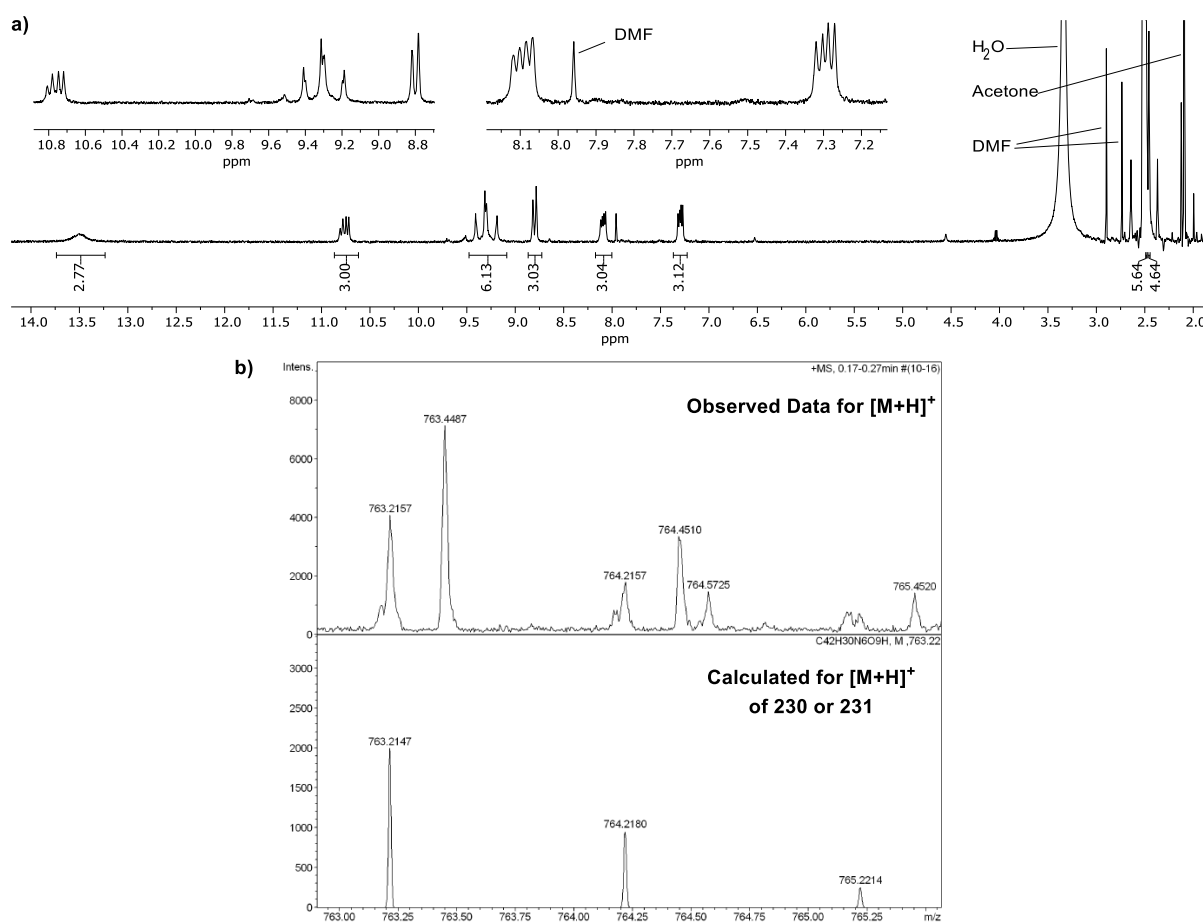 a)
DMF
H2O
Acetone
DMF
10.8 10.6 10.4 10.2 10.0 9.8 9.6 9.4 9.2 9.0 8.8
ppm
8.1 8.0 7.9 7.8 7.7 7.6 7.5 7.4 7.3 7.2
ppm
2.77
3.00
6.13
3.03
3.04
3.12
5.64
4.64
14.0 13.5 13.0 12.5 12.0 11.5 11.0 10.5 10.0 9.5 9.0 8.5 8.0 7.5 7.0 6.5 6.0 5.5 5.0 4.5 4.0 3.5 3.0 2.5 2.0
ppm
b)
Intens.
+MS, 0.17-0.27min #(10-16)
Observed Data for [M+H]+
8000
6000
4000
2000
0
763.2157
763.4487
764.2157
764.4510
764.5725
765.4520
C42H30N6O9H, M ,763.22
Calculated for [M+H]+
of 230 or 231
3000
2500
2000
1500
1000
500
0
763.2147
764.2180
765.2214
763.00 763.25 763.50 763.75 764.00 764.25 764.50 764.75 765.00 765.25 m/z